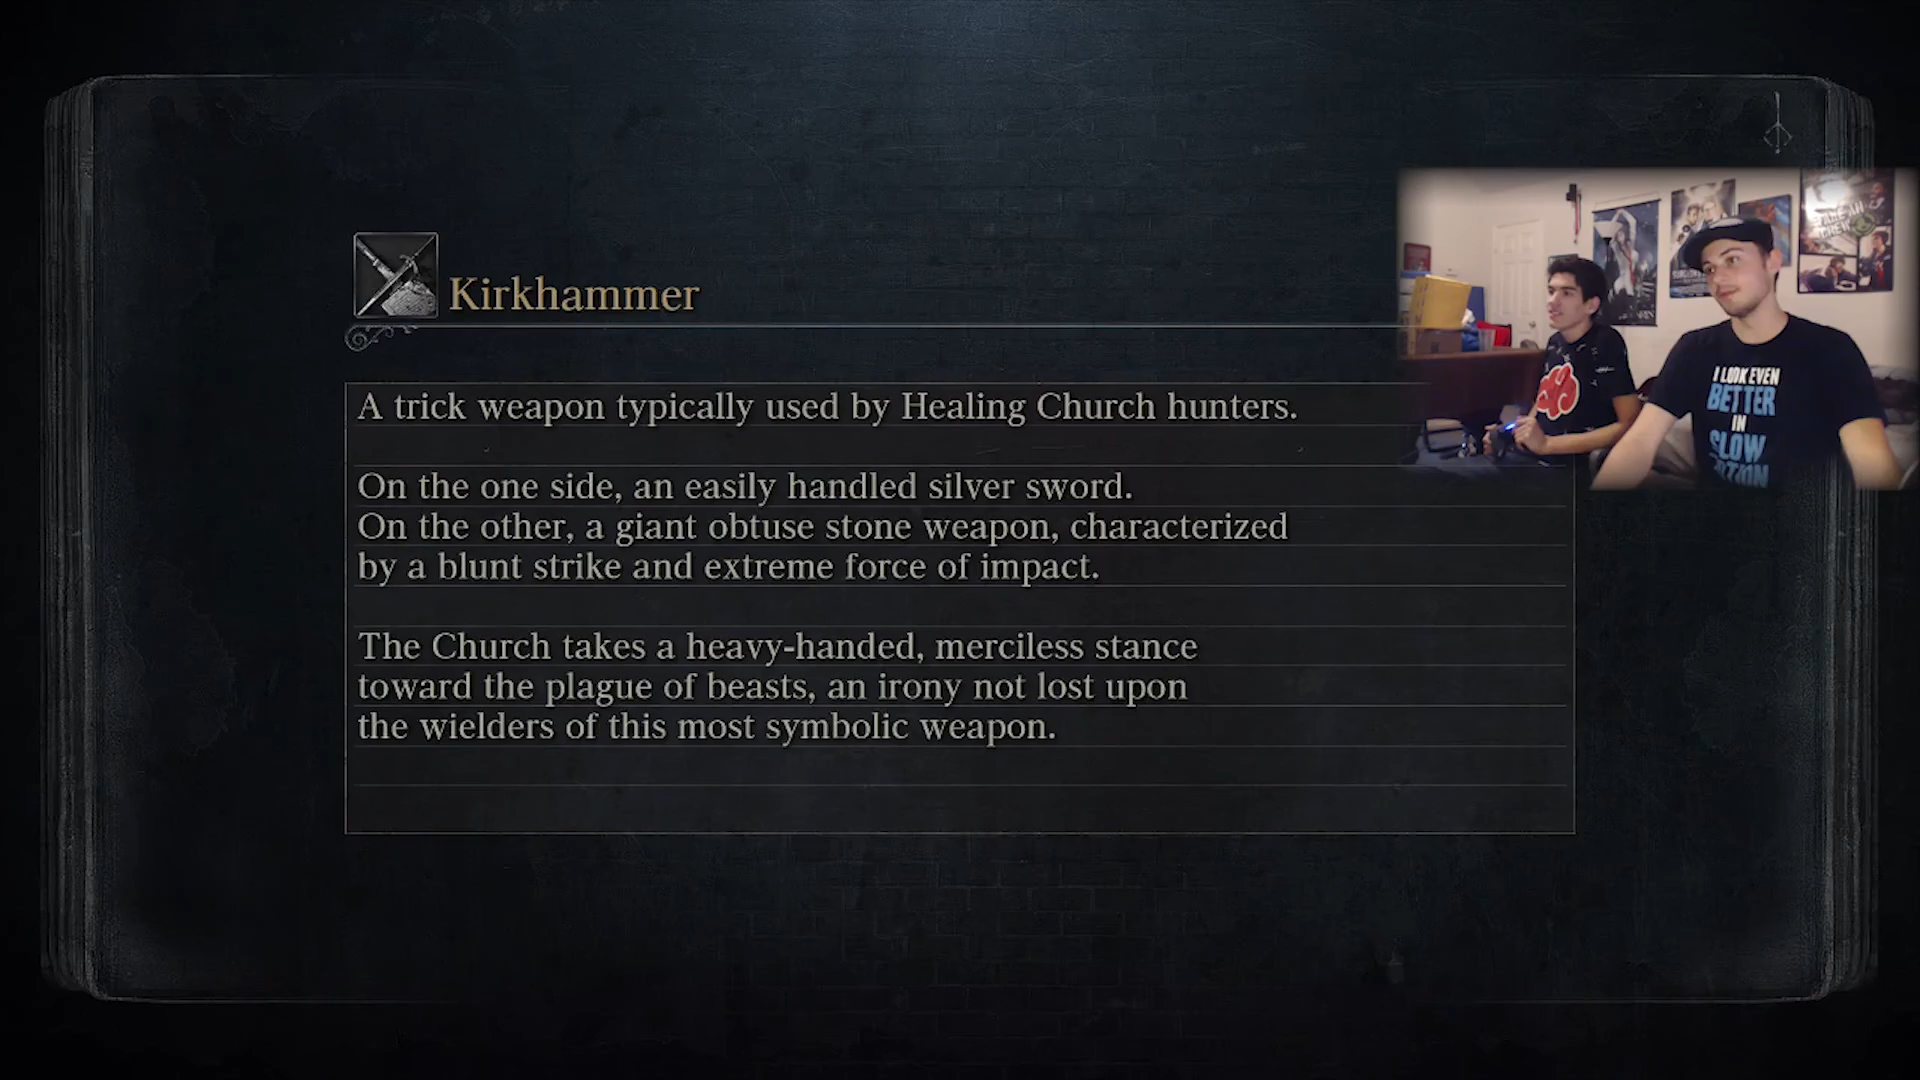 Kirkhammer
A trick weapon typically used by Healing Church hunters.
On the one side, an easily handled silver sword.
On the other, a giant obtuse stone weapon, characterized
by a blunt strike and extreme force of impact.
The Church takes a heavy-handed, merciless stance
toward the plague of beasts, an irony not lost upon
the wielders of this most symbolic weapon.
I LOOK EVEN
BETTER
IN
SLOW